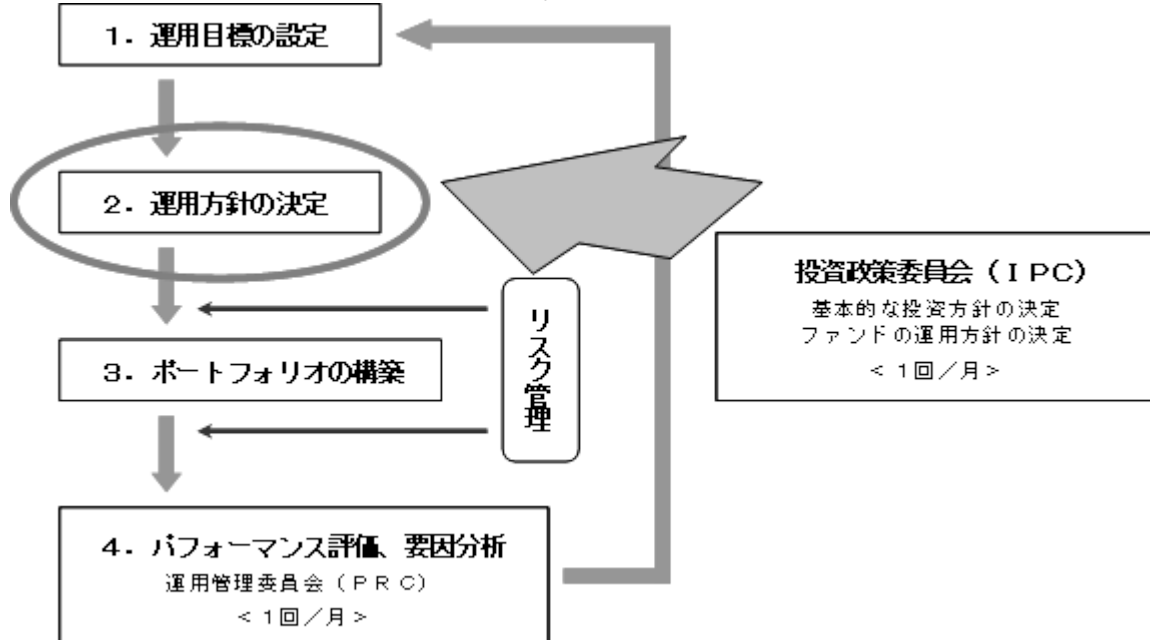 1．運用目標の設定
2．運用方針の決定
投資政策委員会（ＩＰＣ）
基本的な投資方針の決定
ファンドの運用方針の決定
＜1回／月＞
リスク管理
3．ポートフォリオの構築
4．パフォーマンス評価、要因分析
運用管理委員会（ＰＲＣ）
＜1回／月＞